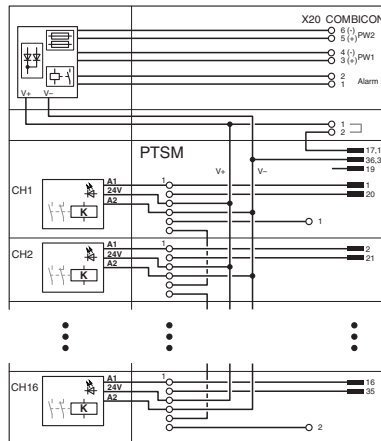 X20 COMBICON
6 (-)
5 (+) PW2
4 (-)
3 (+) PW1
2
1 Alarm
V+ V-
1
2
PTSM
V+ V-
17,1
36,3
19
CH1
A1
24V
A2
K
1
1
20
1
CH2
A1
24V
A2
K
1
2
21
CH16
A1
24V
A2
K
1
16
35
2